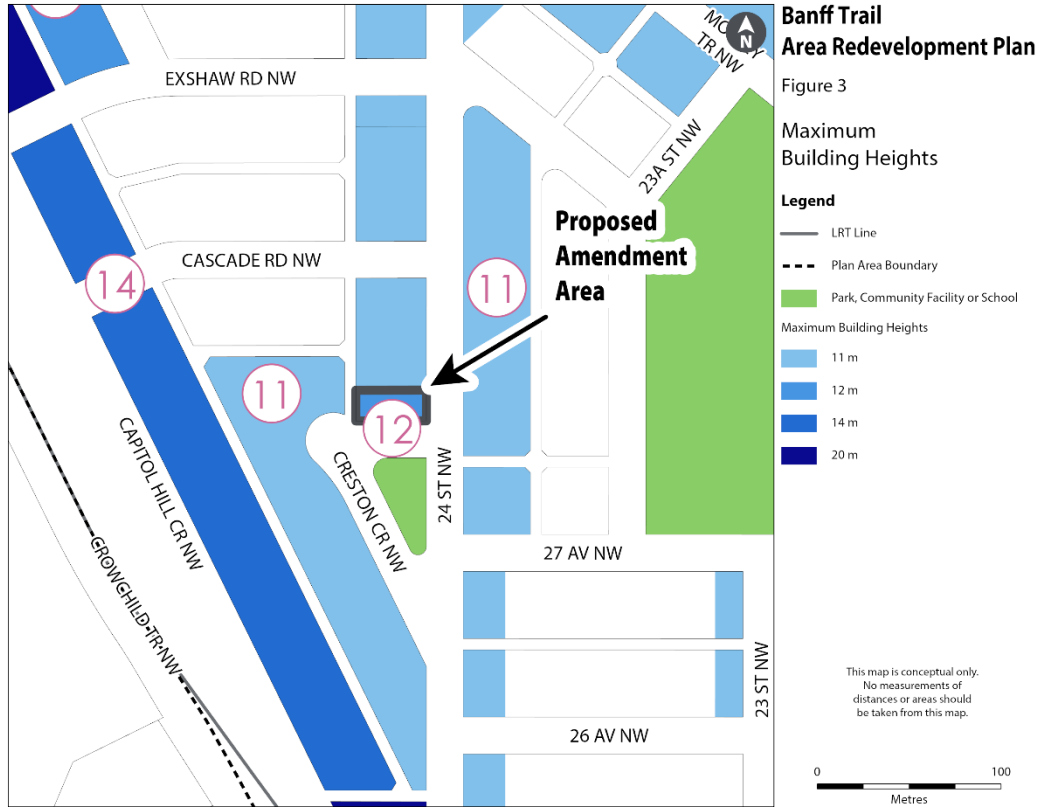 Banff Trail
Area Redevelopment Plan
Figure 3
Maximum
Building Heights
Legend
LRT Line
Plan Area Boundary
Park, Community Facility or School
Maximum Building Heights
11 m
12 m
14 m
20 m
This map is conceptual only.
No measurements of
distances or areas should
be taken from this map.
0 100
Metres
N
TR NW
EXSHAW RD NW
23A ST NW
Proposed
Amendment
Area
CASCADE RD NW
14
11
11
12
CAPITOL HILL CR NW
CRESTON CR NW
24 ST NW
CROWCHILD TR NW
27 AV NW
23 ST NW
26 AV NW